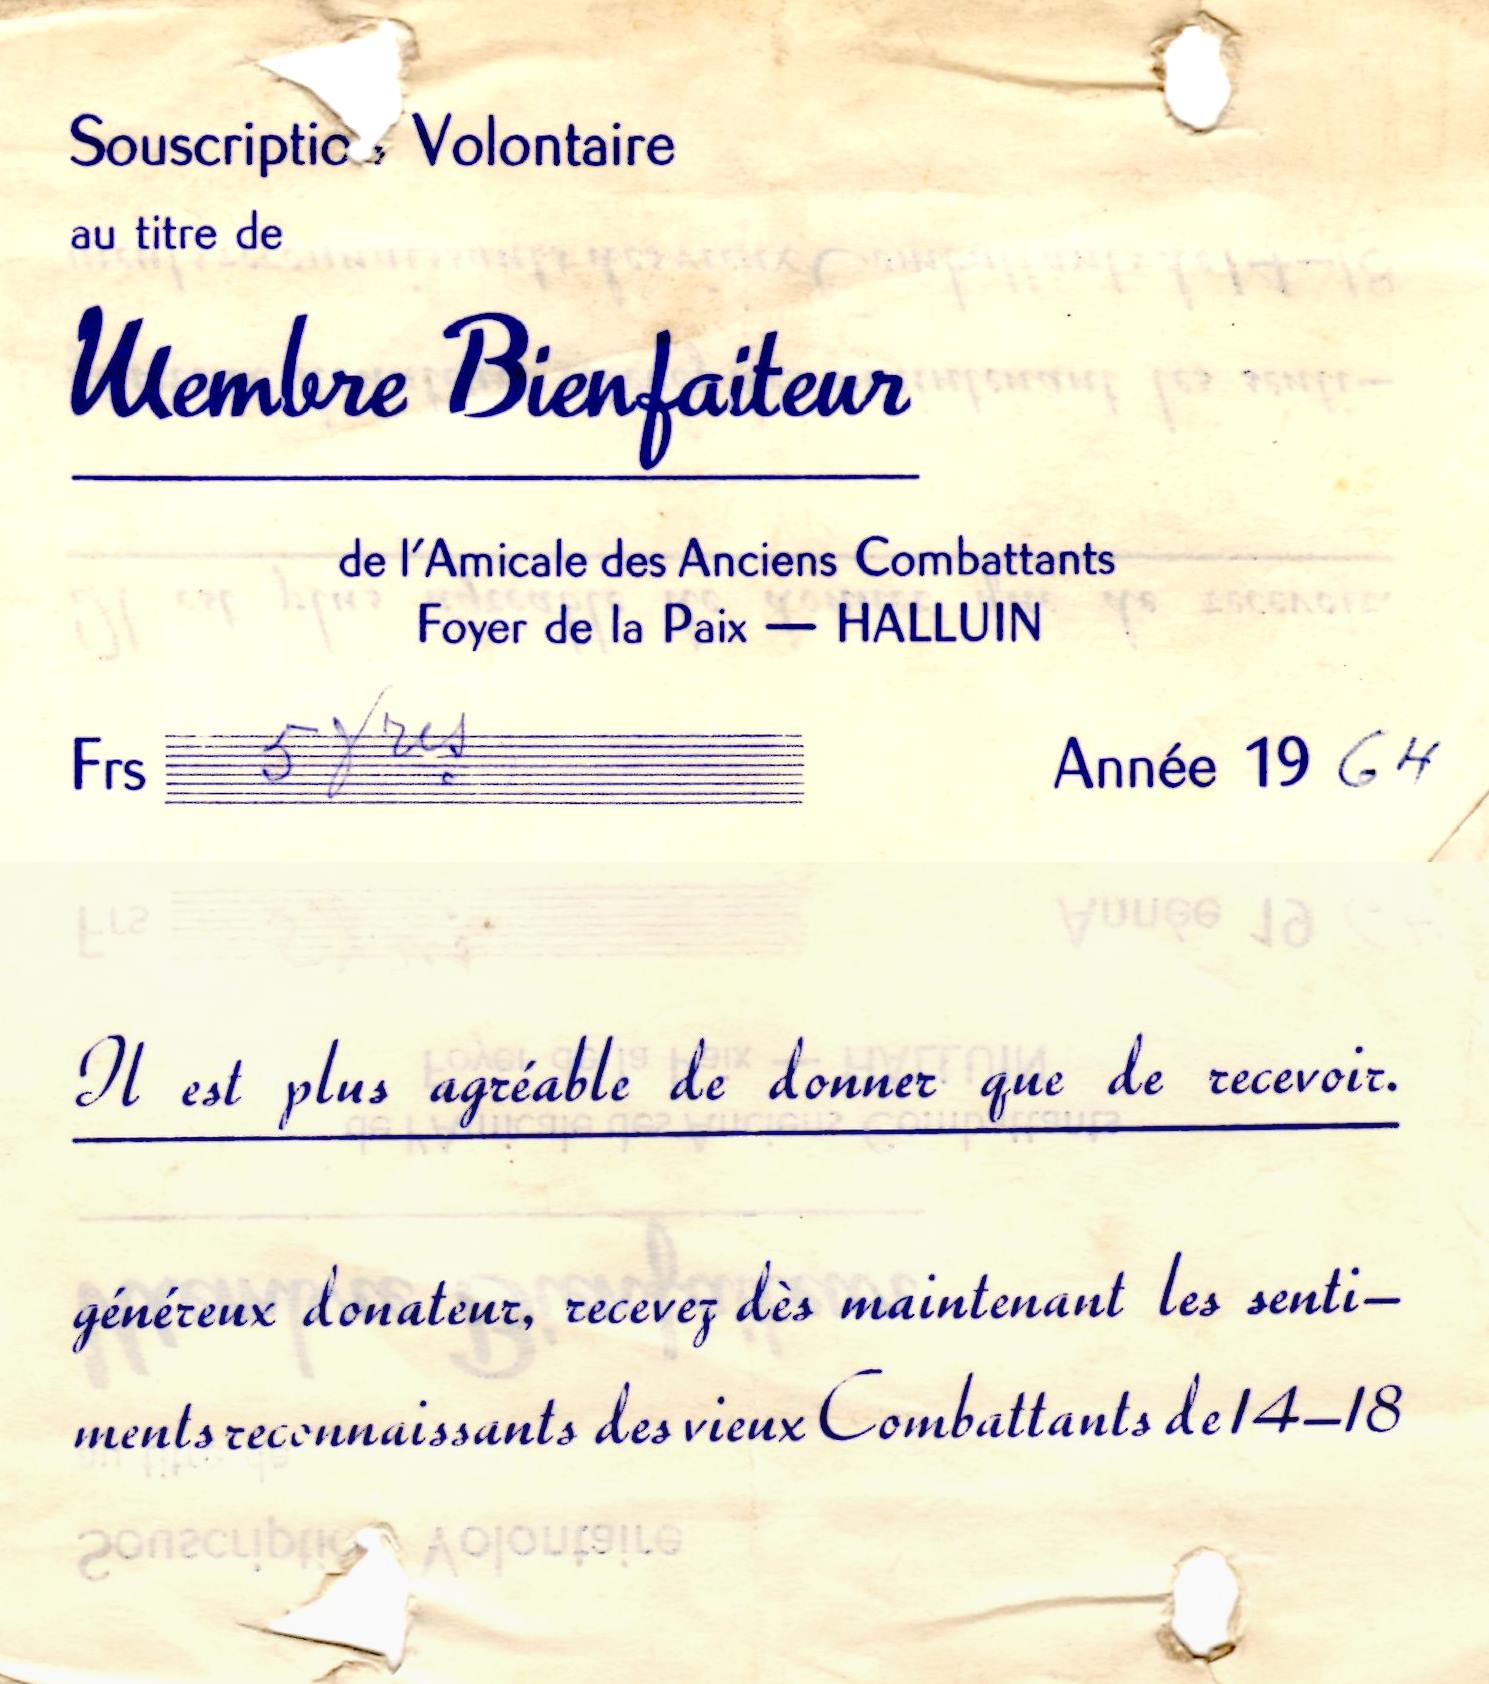 Souscription Volontaire
au titre de
Membre Bienfaiteur
de l'Amicale des Anciens Combattants
Foyer de la Paix — HALLUIN
Frs 5 frcs Année 19 64
Il est plus agréable de donner que de recevoir.
généreux donateur, recevez dès maintenant les senti-
ments reconnaissants des vieux Combattants de 14-18